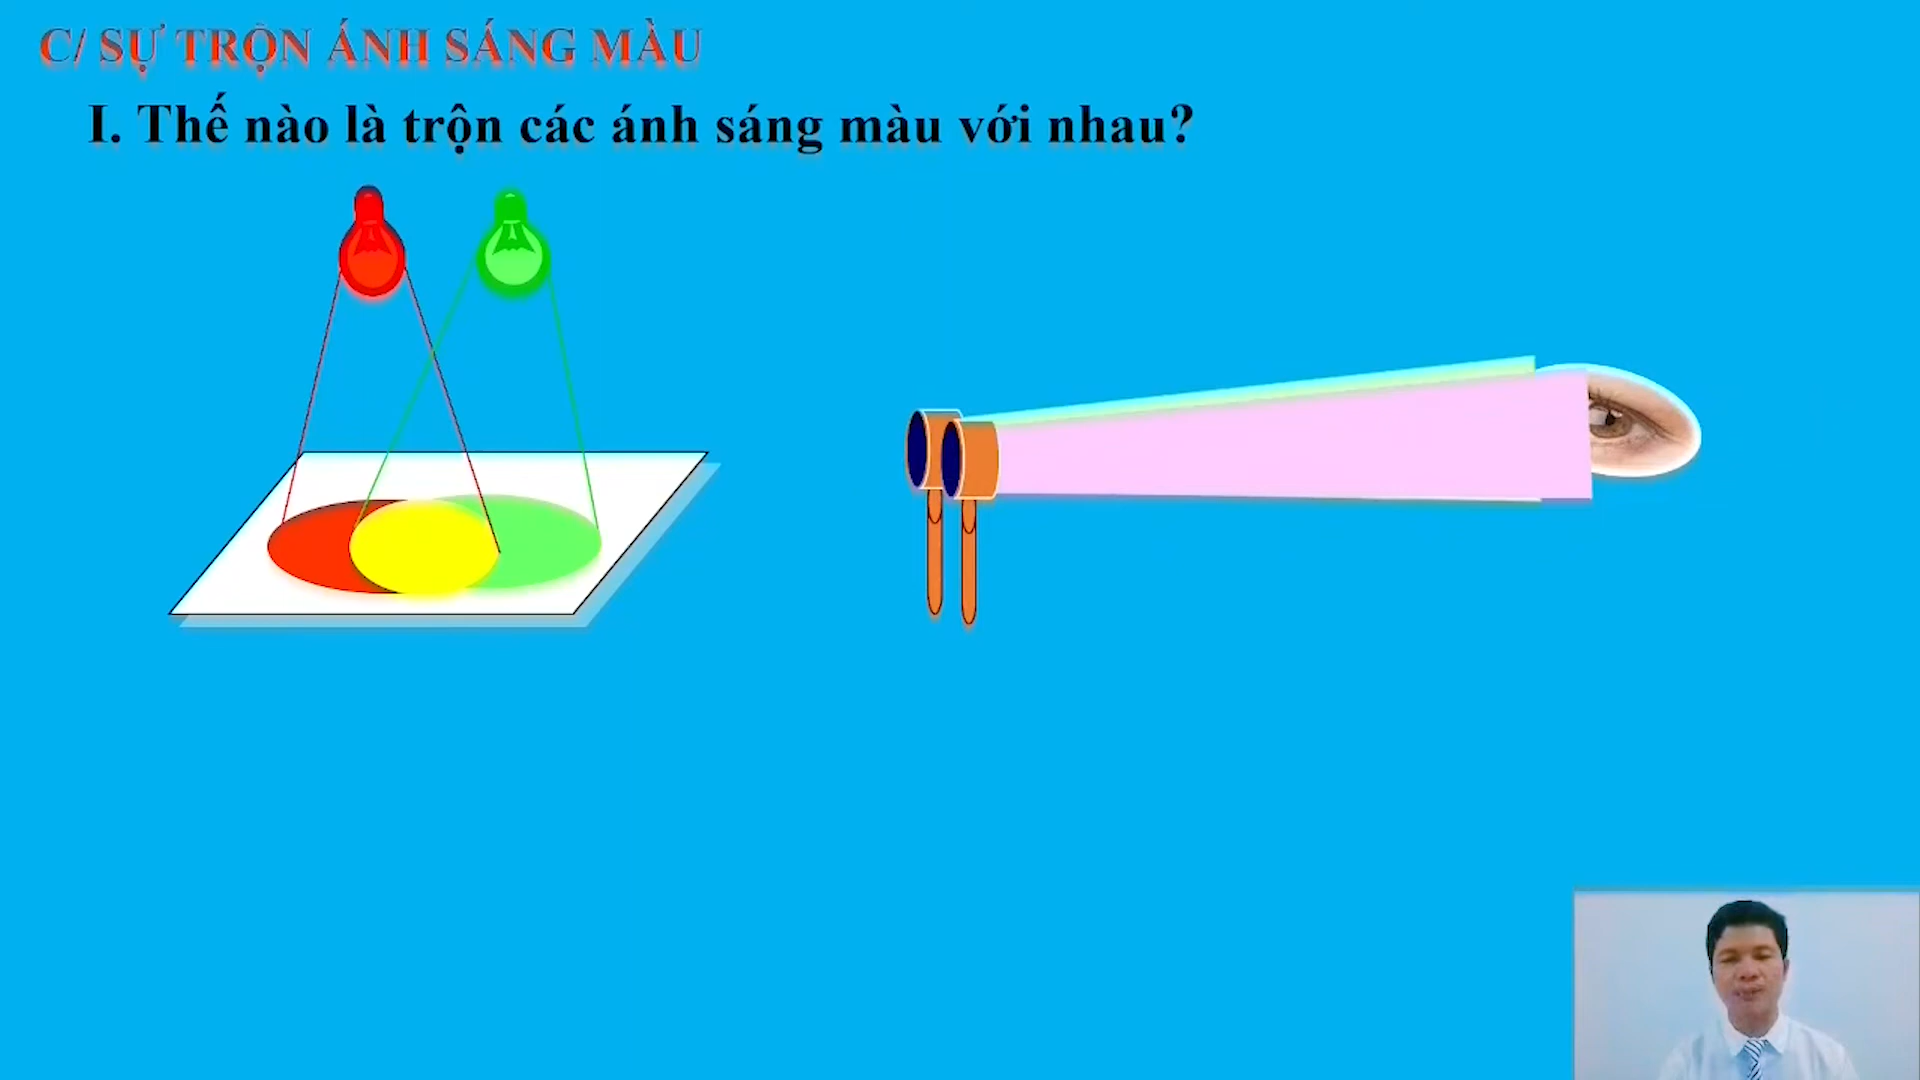 C/ SỰ TRỘN ÁNH SÁNG MÀU
I. Thế nào là trộn các ánh sáng màu với nhau?